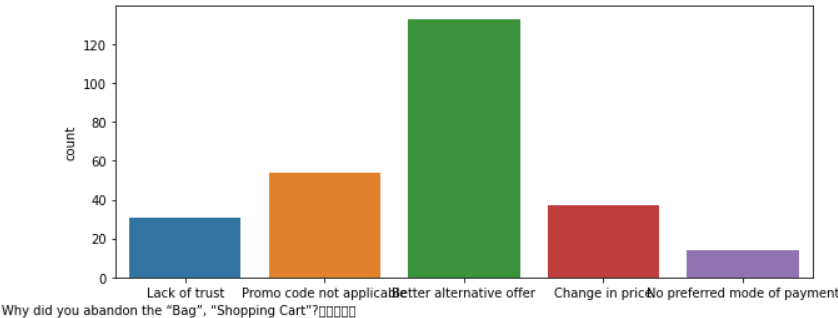 120
100
80
60
40
20
0
count
Lack of trust
Promo code not applicable
Better alternative offer
Change in price
No preferred mode of payment
Why did you abandon the “Bag”, “Shopping Cart”?